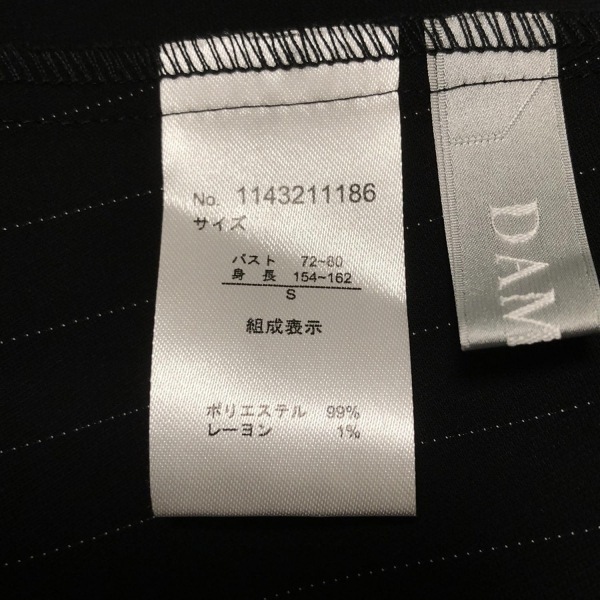 No. 1143211186
サイズ
バスト 72~80
身長 154~162
S
組成表示
ポリエステル 99%
レーヨン 1%
DAM